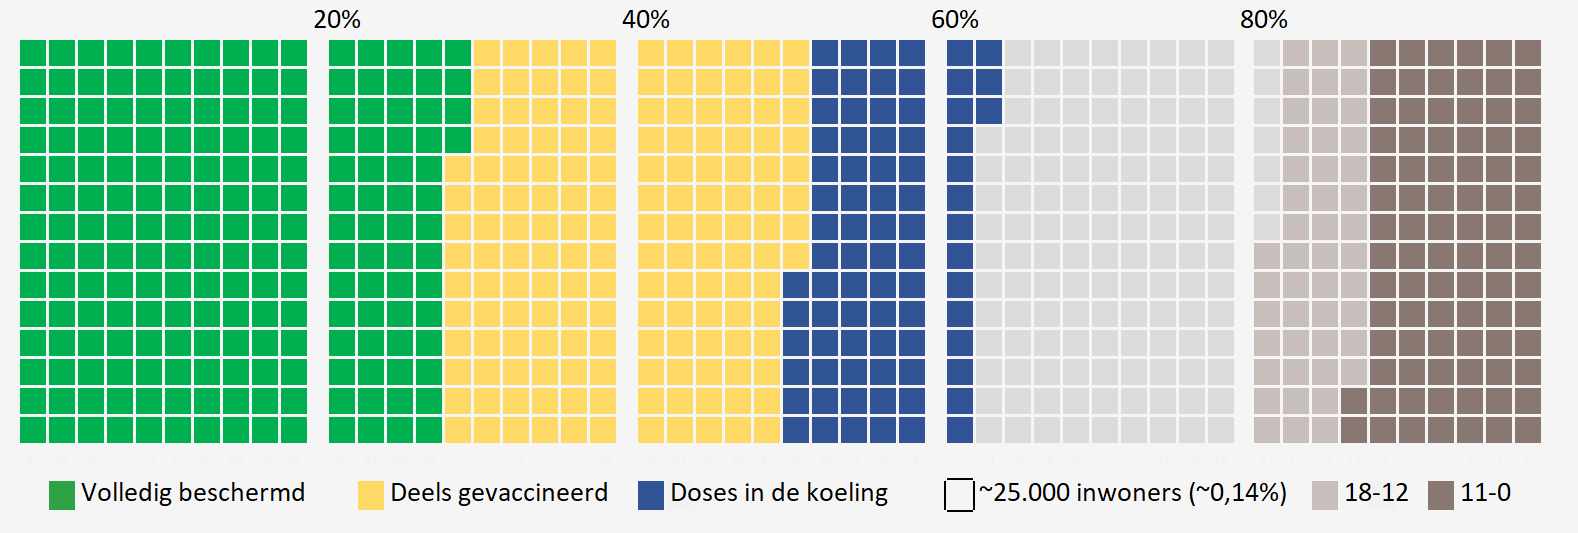 20% 40% 60% 80%
Volledig beschermd Deels gevaccineerd Doses in de koeling ~25.000 inwoners (~0,14%) 18-12 11-0